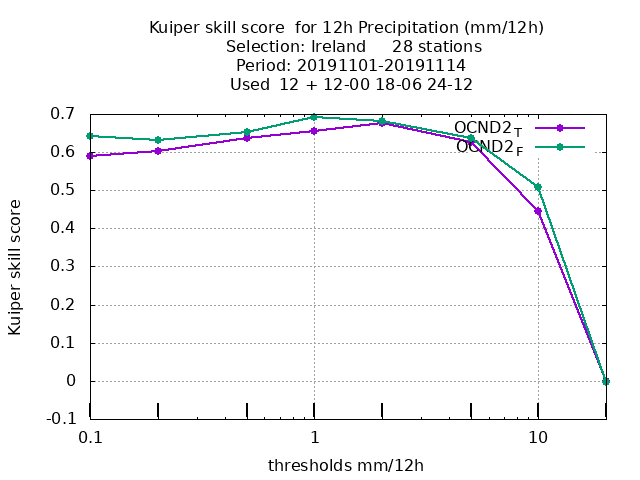 Kuiper skill score  for 12h Precipitation (mm/12h)
Selection: Ireland     28 stations
Period: 20191101-20191114
Used  12 + 12-00 18-06 24-12
OCND2T
OCND2F
0.7
0.6
0.5
0.4
0.3
0.2
0.1
0
-0.1
Kuiper skill score
0.1 1 10
thresholds mm/12h